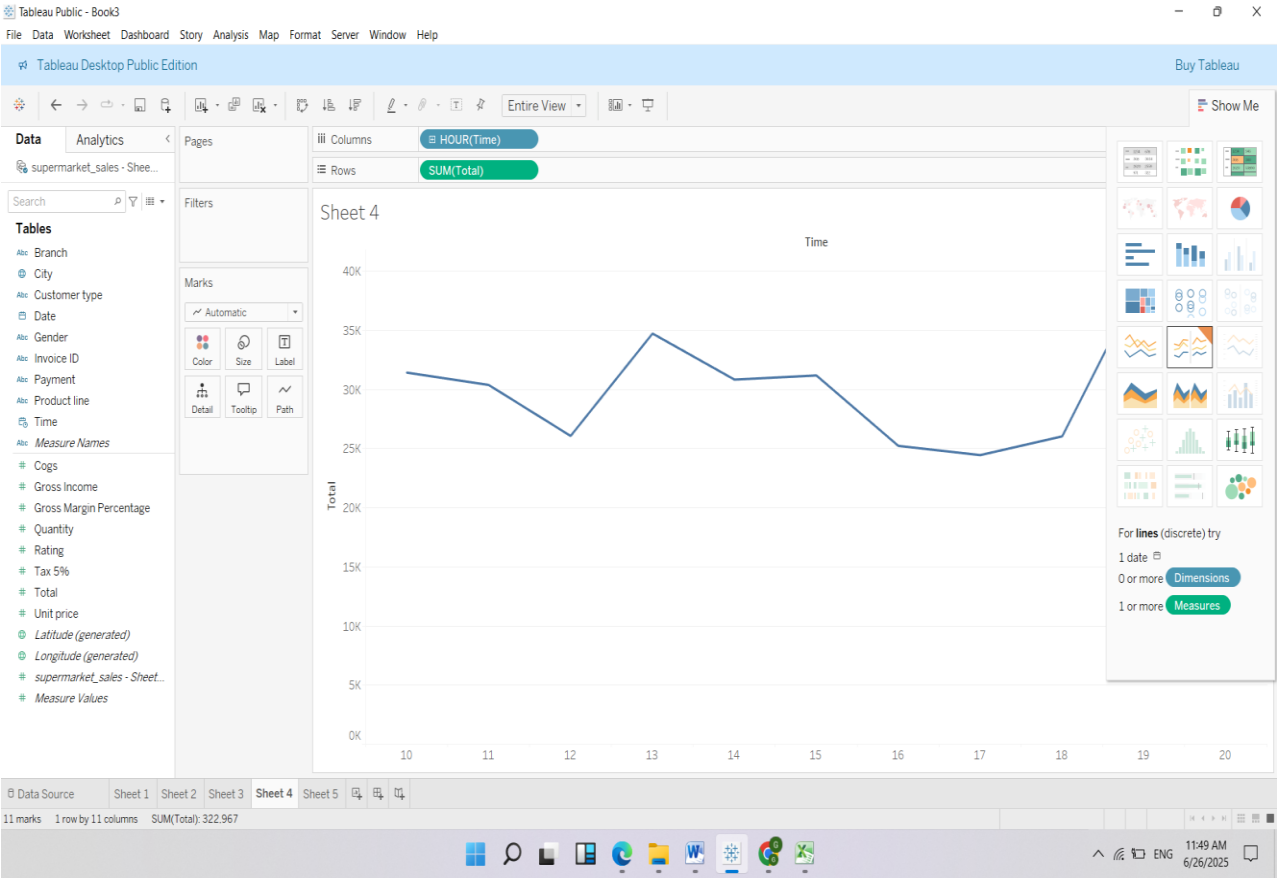 Tableau Public - Book3
File Data Worksheet Dashboard Story Analysis Map Format Server Window Help
Tableau Desktop Public Edition
Buy Tableau
Entire View
Show Me
Data
Analytics
Pages
Columns
HOUR(Time)
supermarket_sales - Shee...
Rows
SUM(Total)
Search
Filters
Sheet 4
Tables
Time
Abc Branch
City
Abc Customer type
Date
Abc Gender
Abc Invoice ID
Abc Payment
Abc Product line
Time
Abc Measure Names
# Cogs
# Gross Income
# Gross Margin Percentage
# Quantity
# Rating
# Tax 5%
# Total
# Unit price
Latitude (generated)
Longitude (generated)
# supermarket_sales - Sheet...
# Measure Values
Marks
Automatic
Color Size Label
Detail Tooltip Path
40K
35K
30K
25K
20K
15K
10K
5K
0K
Total
10 11 12 13 14 15 16 17 18 19 20
For lines (discrete) try
1 date
0 or more Dimensions
1 or more Measures
Data Source Sheet 1 Sheet 2 Sheet 3 Sheet 4 Sheet 5
11 marks 1 row by 11 columns SUM(Total): 322.967
ENG
11:49 AM
6/26/2025